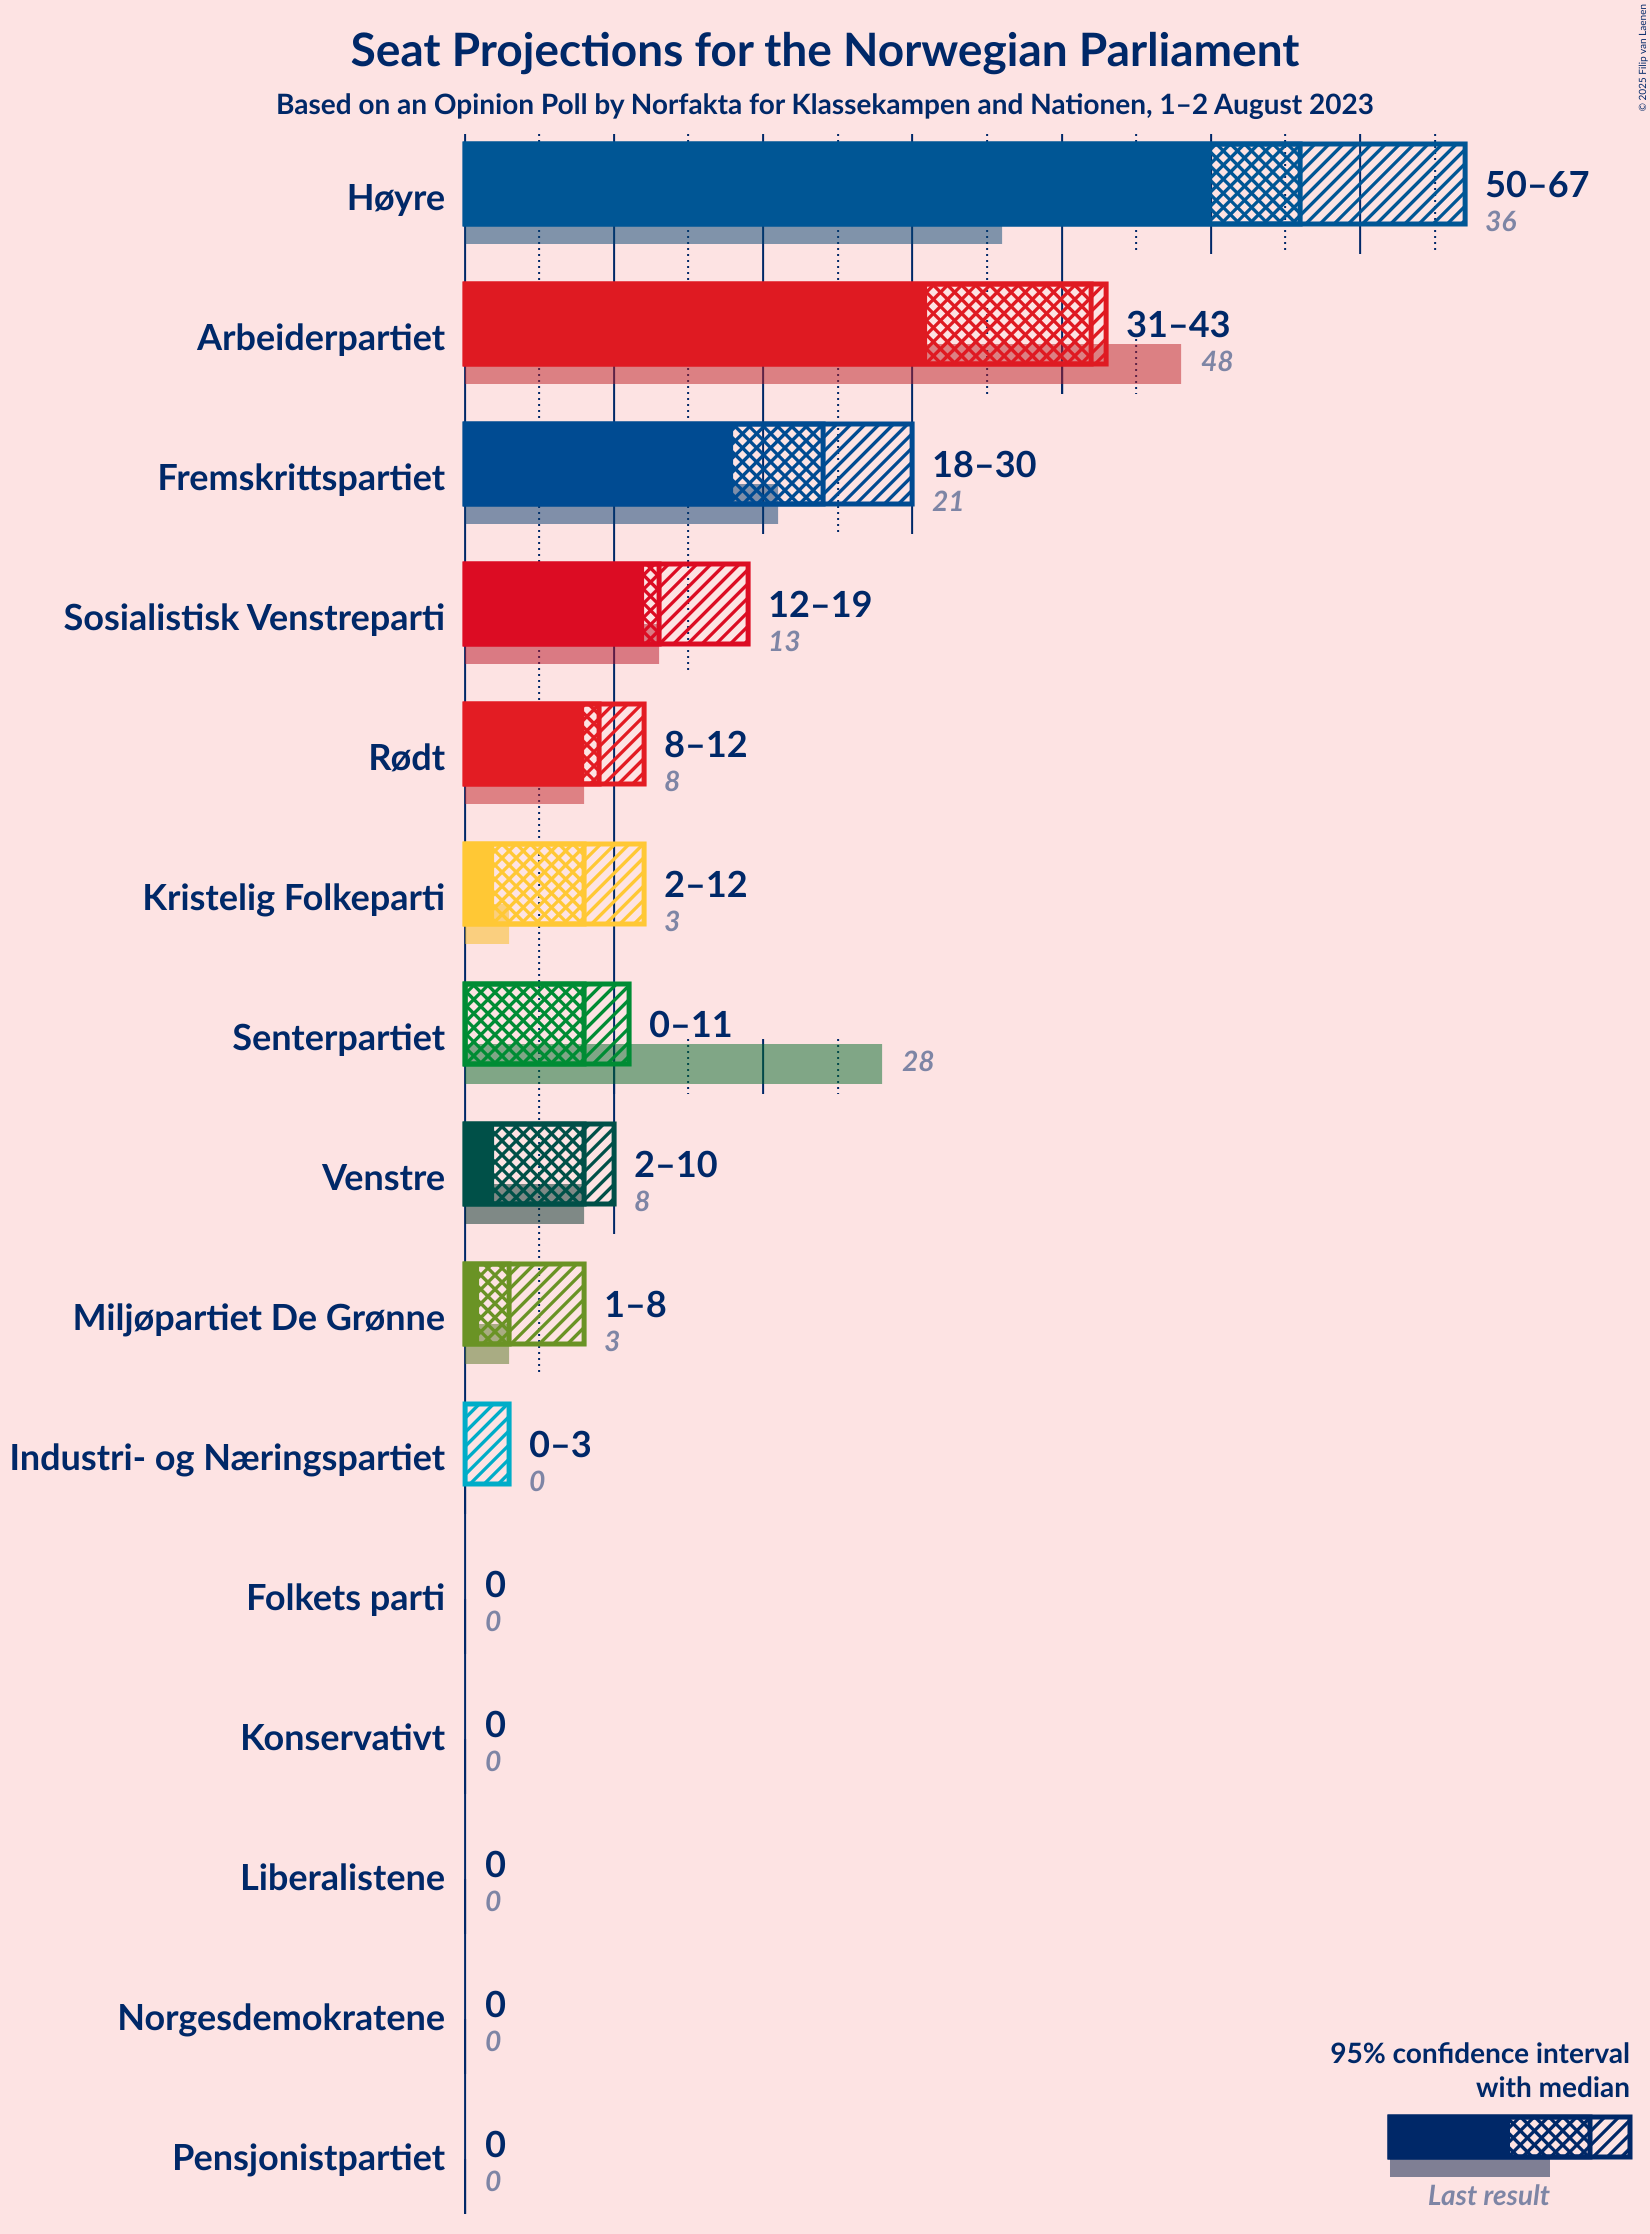 Seat Projections for the Norwegian Parliament
Based on an Opinion Poll by Norfakta for Klassekampen and Nationen, 1–2 August 2023
© 2025 Filip van Laenen
Høyre
50–67
36
Arbeiderpartiet
31–43
48
Fremskrittspartiet
18–30
21
Sosialistisk Venstreparti
12–19
13
Rødt
8–12
8
Kristelig Folkeparti
2–12
3
Senterpartiet
0–11
28
Venstre
2–10
8
Miljøpartiet De Grønne
1–8
3
Industri- og Næringspartiet
0–3
0
Folkets parti
0
0
Konservativt
0
0
Liberalistene
0
0
Norgesdemokratene
0
0
Pensjonistpartiet
0
0
95% confidence interval
with median
Last result